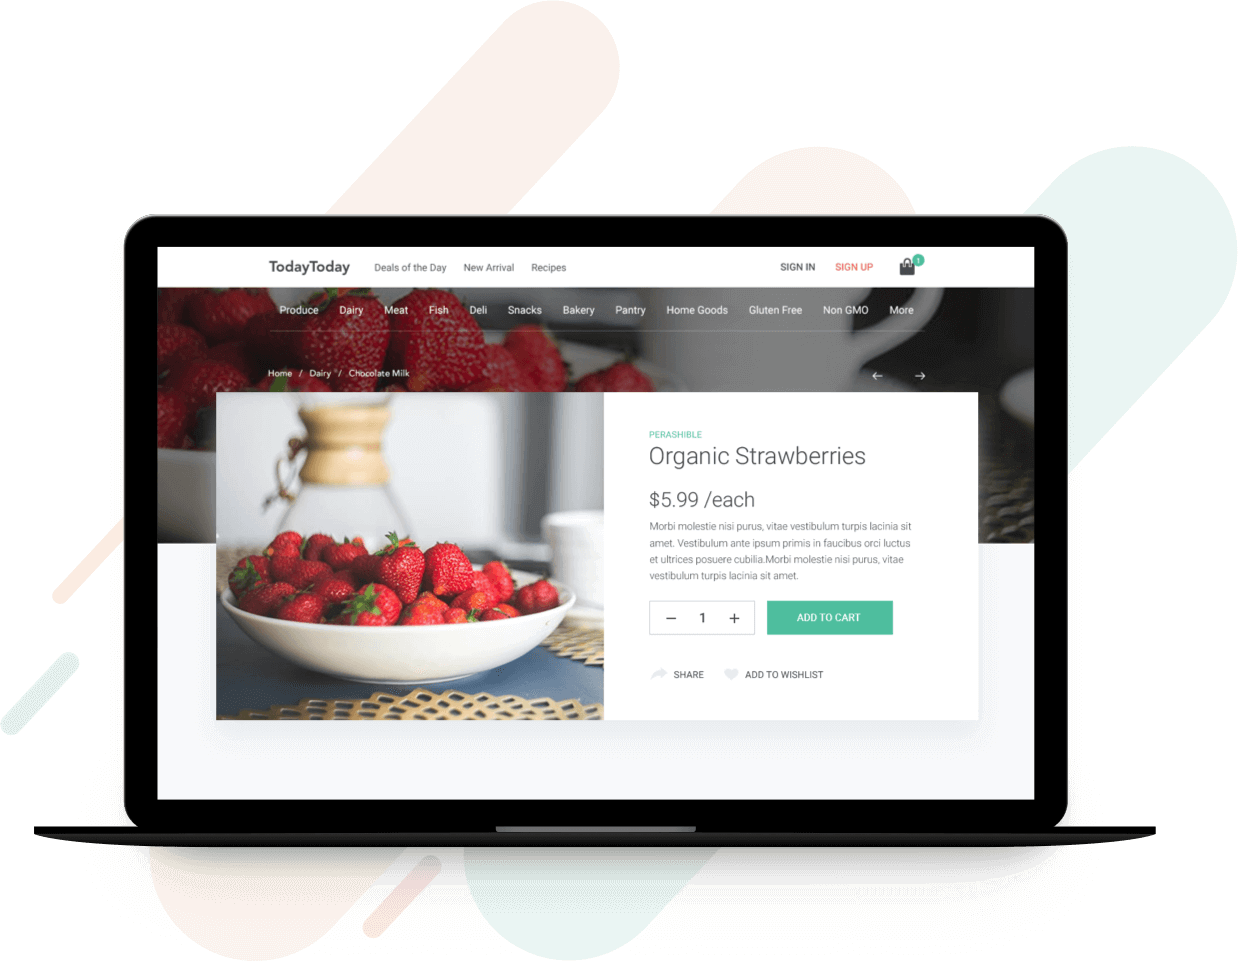 TodayToday Deals of the Day New Arrival Recipes SIGN IN SIGN UP 1
Produce Dairy Meat Fish Deli Snacks Bakery Pantry Home Goods Gluten Free Non GMO More
Home / Dairy / Chocolate Milk
PERASHIBLE
Organic Strawberries
$5.99 /each
Morbi molestie nisi purus, vitae vestibulum turpis lacinia sit
amet. Vestibulum ante ipsum primis in faucibus orci luctus
et ultrices posuere cubilia.Morbi molestie nisi purus, vitae
vestibulum turpis lacinia sit amet.
− 1 + ADD TO CART
SHARE ADD TO WISHLIST